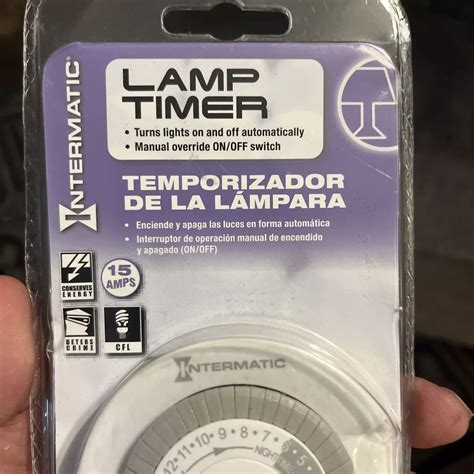 INTERMATIC®
LAMP
TIMER
• Turns lights on and off automatically
• Manual override ON/OFF switch
TEMPORIZADOR
DE LA LÁMPARA
• Enciende y apaga las luces en forma automática
• Interruptor de operación manual de encendido
y apagado (ON/OFF)
CONSERVES
ENERGY
15
AMPS
DETERS
CRIME
CFL
INTERMATIC
12•11•10•9•8•7•6•5
NIGHT